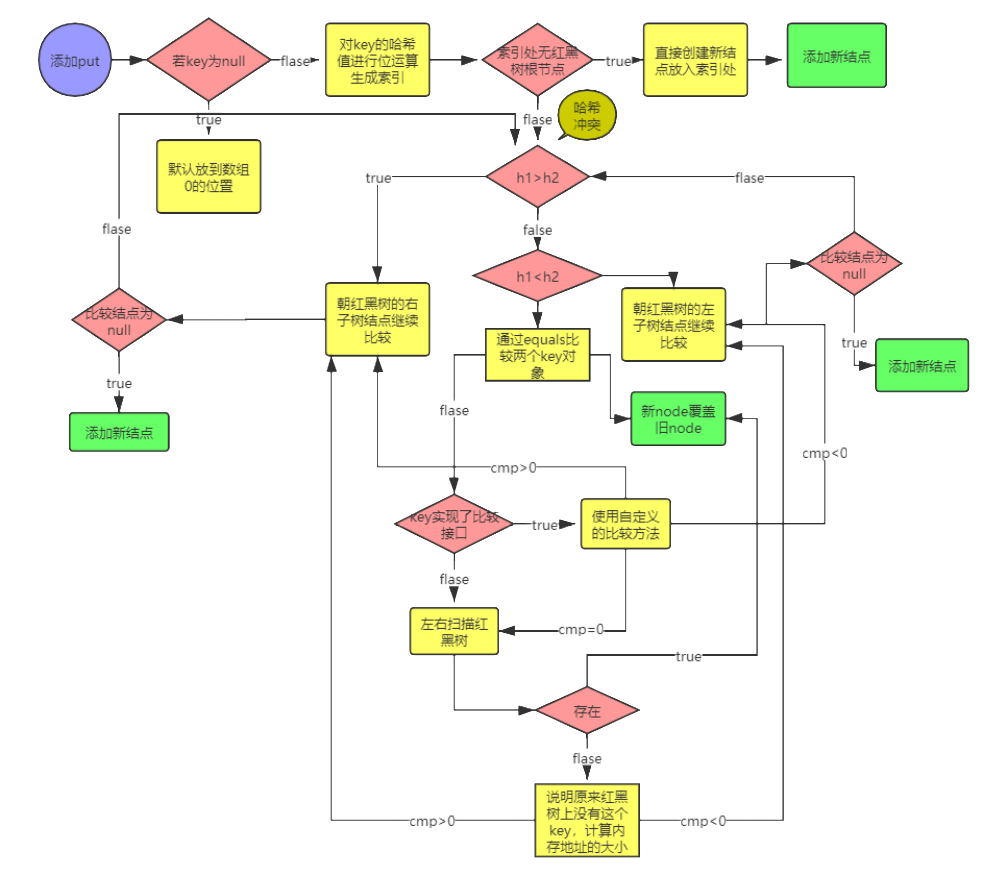 添加put
若key为null
flase
对key的哈希
值进行位运算
生成索引
索引处无红黑
树根节点
true
直接创建新结
点放入索引处
添加新结点
true
flase
哈希
冲突
默认放到数组
0的位置
h1>h2
true
flase
flase
false
比较结点为
null
h1<h2
朝红黑树的右
子树结点继续
比较
朝红黑树的左
子树结点继续
比较
比较结点为
null
通过equals比
较两个key对
象
true
添加新结点
true
flase
新node覆盖
旧node
添加新结点
cmp<0
cmp>0
key实现了比较
接口
true
使用自定义
的比较方法
flase
左右扫描红
黑树
cmp=0
true
存在
flase
说明原来红黑
树上没有这个
key，计算内
存地址的大小
cmp>0
cmp<0